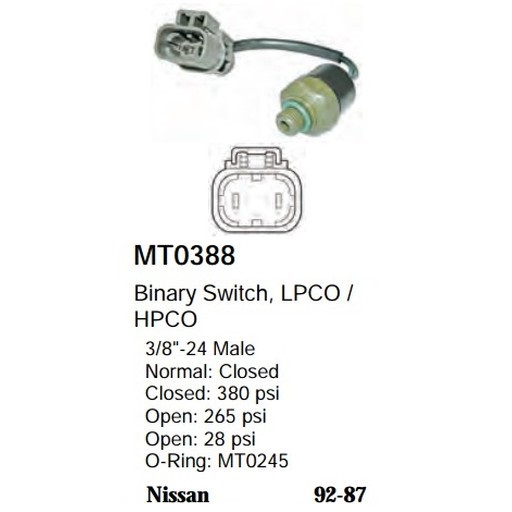 MT0388
Binary Switch, LPCO /
HPCO
3/8"-24 Male
Normal: Closed
Closed: 380 psi
Open: 265 psi
Open: 28 psi
O-Ring: MT0245
Nissan 92-87